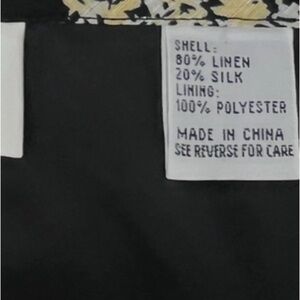 SHELL:
80% LINEN
20% SILK
LINING:
100% POLYESTER
MADE IN CHINA
SEE REVERSE FOR CARE